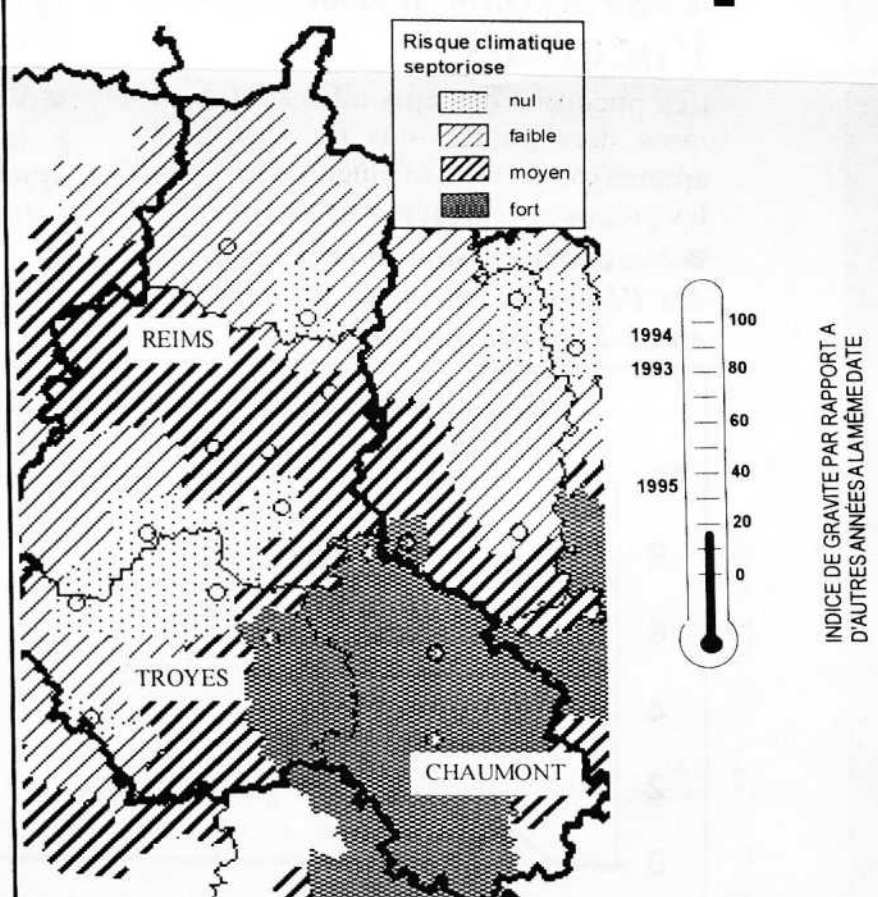 Risque climatique
septoriose
nul
faible
moyen
fort
REIMS
TROYES
CHAUMONT
1994
1993
1995
100
80
60
40
20
0
INDICE DE GRAVITE PAR RAPPORT A
D'AUTRES ANNÉES A LA MÊME DATE